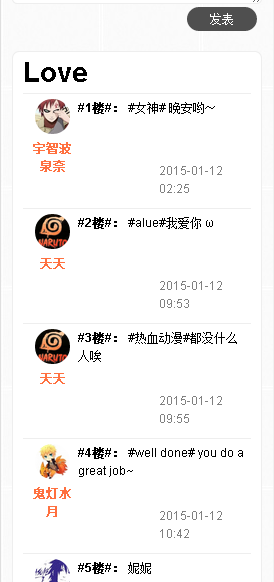 发表
Love
#1楼#： #女神# 晚安哟～
宇智波
泉奈
2015-01-12
02:25
#2楼#： #alue#我爱你 ω
NARUTO
天天
2015-01-12
09:53
#3楼#： #热血动漫#都没什么
人唉
NARUTO
天天
2015-01-12
09:55
#4楼#： #well done# you do a
great job~
鬼灯水
月
2015-01-12
10:42
#5楼#： 妮妮